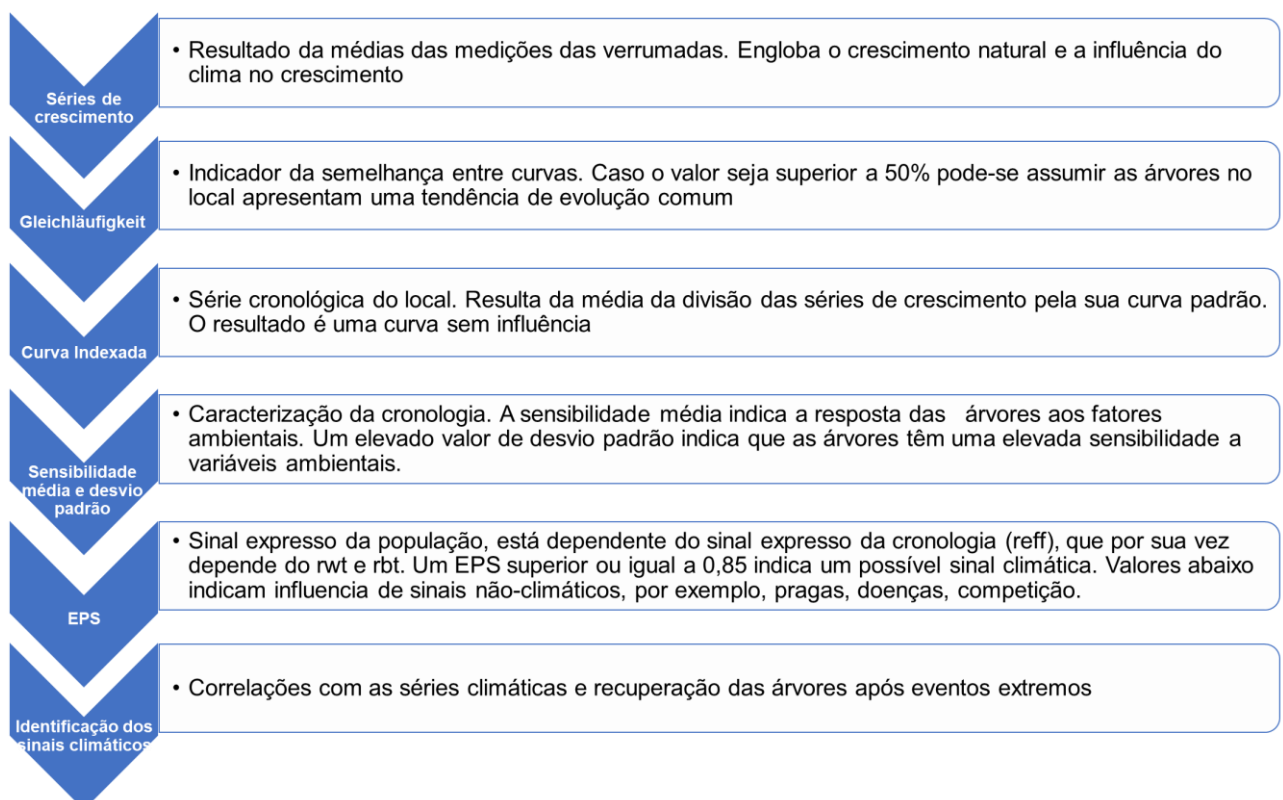 Séries de
crescimento
• Resultado da médias das medições das verrumadas. Engloba o crescimento natural e a influência do
clima no crescimento
Gleichläufigkeit
• Indicador da semelhança entre curvas. Caso o valor seja superior a 50% pode-se assumir as árvores no
local apresentam uma tendência de evolução comum
Curva Indexada
• Série cronológica do local. Resulta da média da divisão das séries de crescimento pela sua curva padrão.
O resultado é uma curva sem influência
Sensibilidade
média e desvio
padrão
• Caracterização da cronologia. A sensibilidade média indica a resposta das árvores aos fatores
ambientais. Um elevado valor de desvio padrão indica que as árvores têm uma elevada sensibilidade a
variáveis ambientais.
EPS
• Sinal expresso da população, está dependente do sinal expresso da cronologia (reff), que por sua vez
depende do rwt e rbt. Um EPS superior ou igual a 0,85 indica um possível sinal climática. Valores abaixo
indicam influencia de sinais não-climáticos, por exemplo, pragas, doenças, competição.
Identificação dos
sinais climáticos
• Correlações com as séries climáticas e recuperação das árvores após eventos extremos